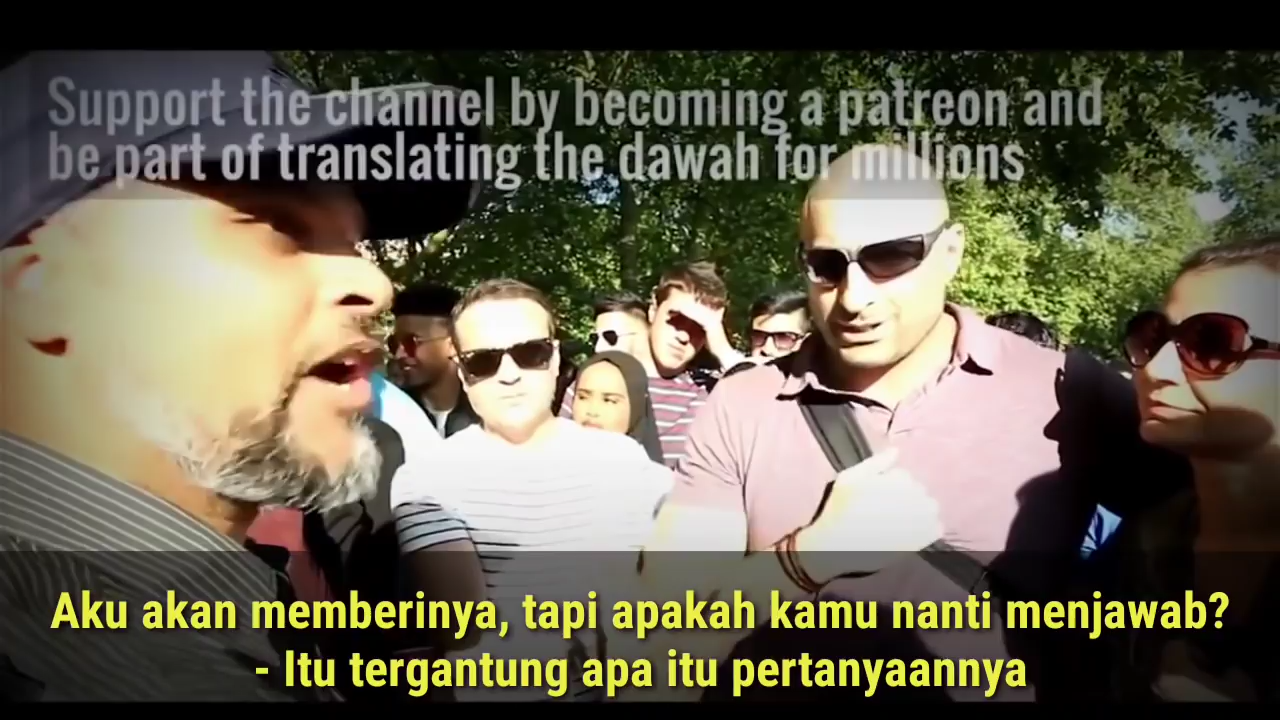 Support the channel by becoming a patreon and
be part of translating the dawah for millions
Aku akan memberinya, tapi apakah kamu nanti menjawab?
- Itu tergantung apa itu pertanyaannya